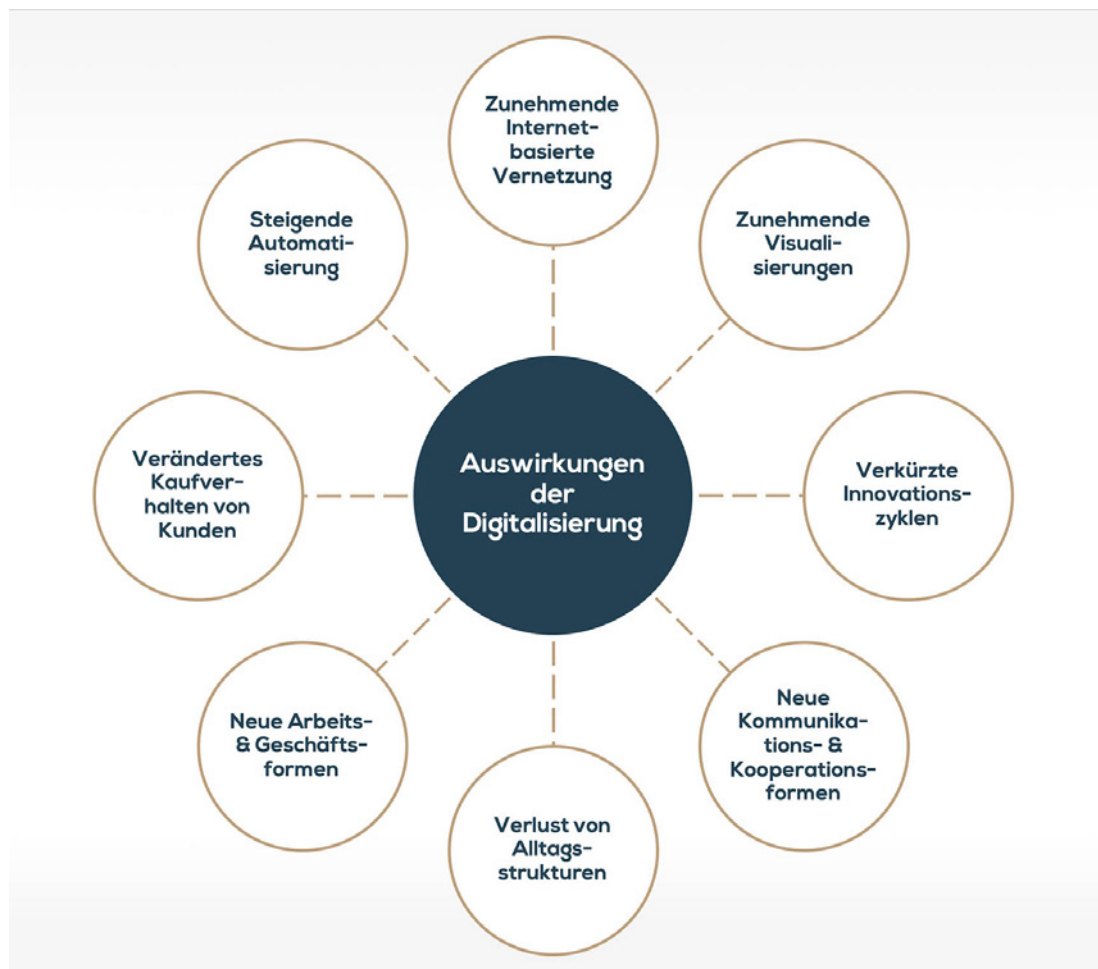 Zunehmende
Internet-
basierte
Vernetzung
Steigende
Automati-
sierung
Zunehmende
Visuali-
sierungen
Verändertes
Kaufver-
halten von
Kunden
Auswirkungen
der
Digitalisierung
Verkürzte
Innovations-
zyklen
Neue Arbeits-
& Geschäfts-
formen
Neue
Kommunika-
tions- &
Kooperations-
formen
Verlust von
Alltags-
strukturen